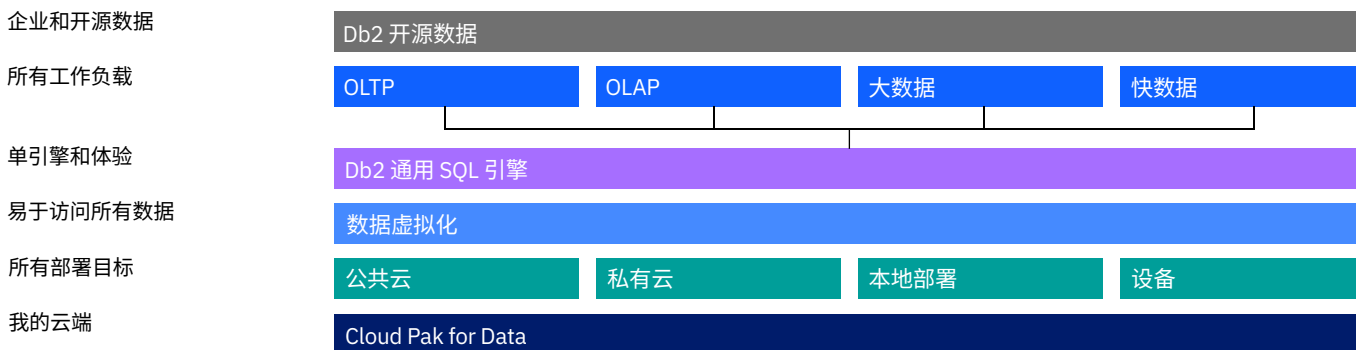 企业和开源数据
Db2 开源数据
所有工作负载
OLTP
OLAP
大数据
快数据
单引擎和体验
Db2 通用 SQL 引擎
易于访问所有数据
数据虚拟化
所有部署目标
公共云
私有云
本地部署
设备
我的云端
Cloud Pak for Data